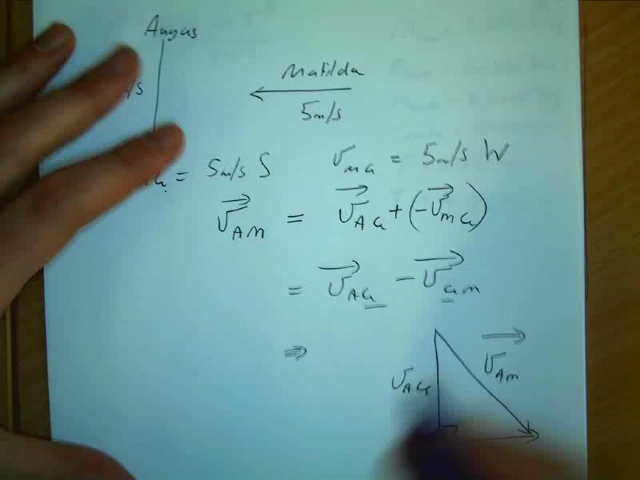 Angus
Matilda
/s
5m/s
= 5m/s S
v_mG = 5m/s W
v_AM = v_AG + (-v_mG)
= v_AG - v_Gm
⇒
v_AG
v_Am